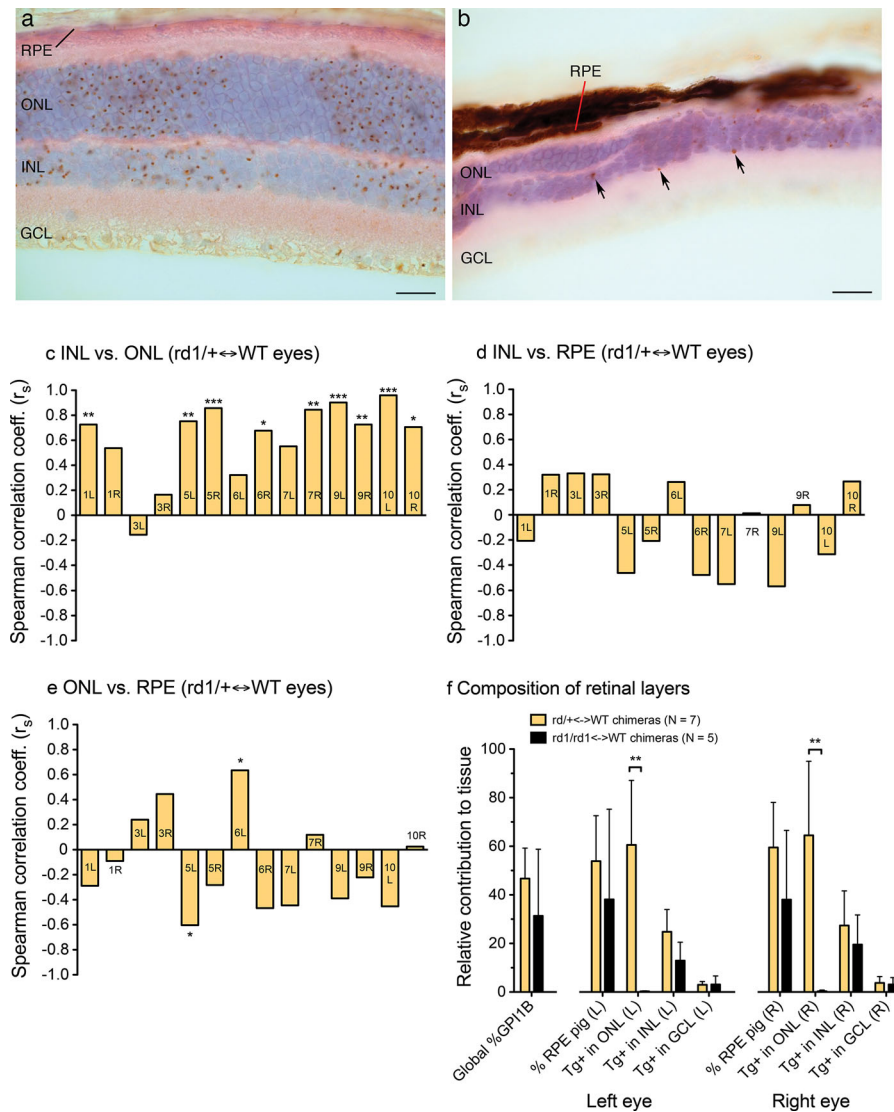 a
RPE
ONL
INL
GCL
b
RPE
ONL
INL
GCL
c INL vs. ONL (rd1/+↔WT eyes)
Spearman correlation coeff. (rs)
1.0
0.8
0.6
0.4
0.2
0
-0.2
-0.4
-0.6
-0.8
-1.0
** ** *** * ** *** ** *** *
1L 1R 3L 3R 5L 5R 6L 6R 7L 7R 9L 9R 10 L 10 R
d INL vs. RPE (rd1/+↔WT eyes)
Spearman correlation coeff. (rs)
1.0
0.8
0.6
0.4
0.2
0
-0.2
-0.4
-0.6
-0.8
-1.0
1L 1R 3L 3R 5L 5R 6L 6R 7L 7R 9L 9R 10 L 10 R
e ONL vs. RPE (rd1/+↔WT eyes)
Spearman correlation coeff. (rs)
1.0
0.8
0.6
0.4
0.2
0
-0.2
-0.4
-0.6
-0.8
-1.0
1L 1R 3L 3R 5L 5R 6L 6R 7L 7R 9L 9R 10 L 10R
* *
f Composition of retinal layers
rd/+<->WT chimeras (N = 7)
rd1/rd1<->WT chimeras (N = 5)
Relative contribution to tissue
100
80
60
40
20
0
** **
Global %GPI1B
% RPE pig (L)
Tg+ in ONL (L)
Tg+ in INL (L)
Tg+ in GCL (L)
% RPE pig (R)
Tg+ in ONL (R)
Tg+ in INL (R)
Tg+ in GCL (R)
Left eye
Right eye